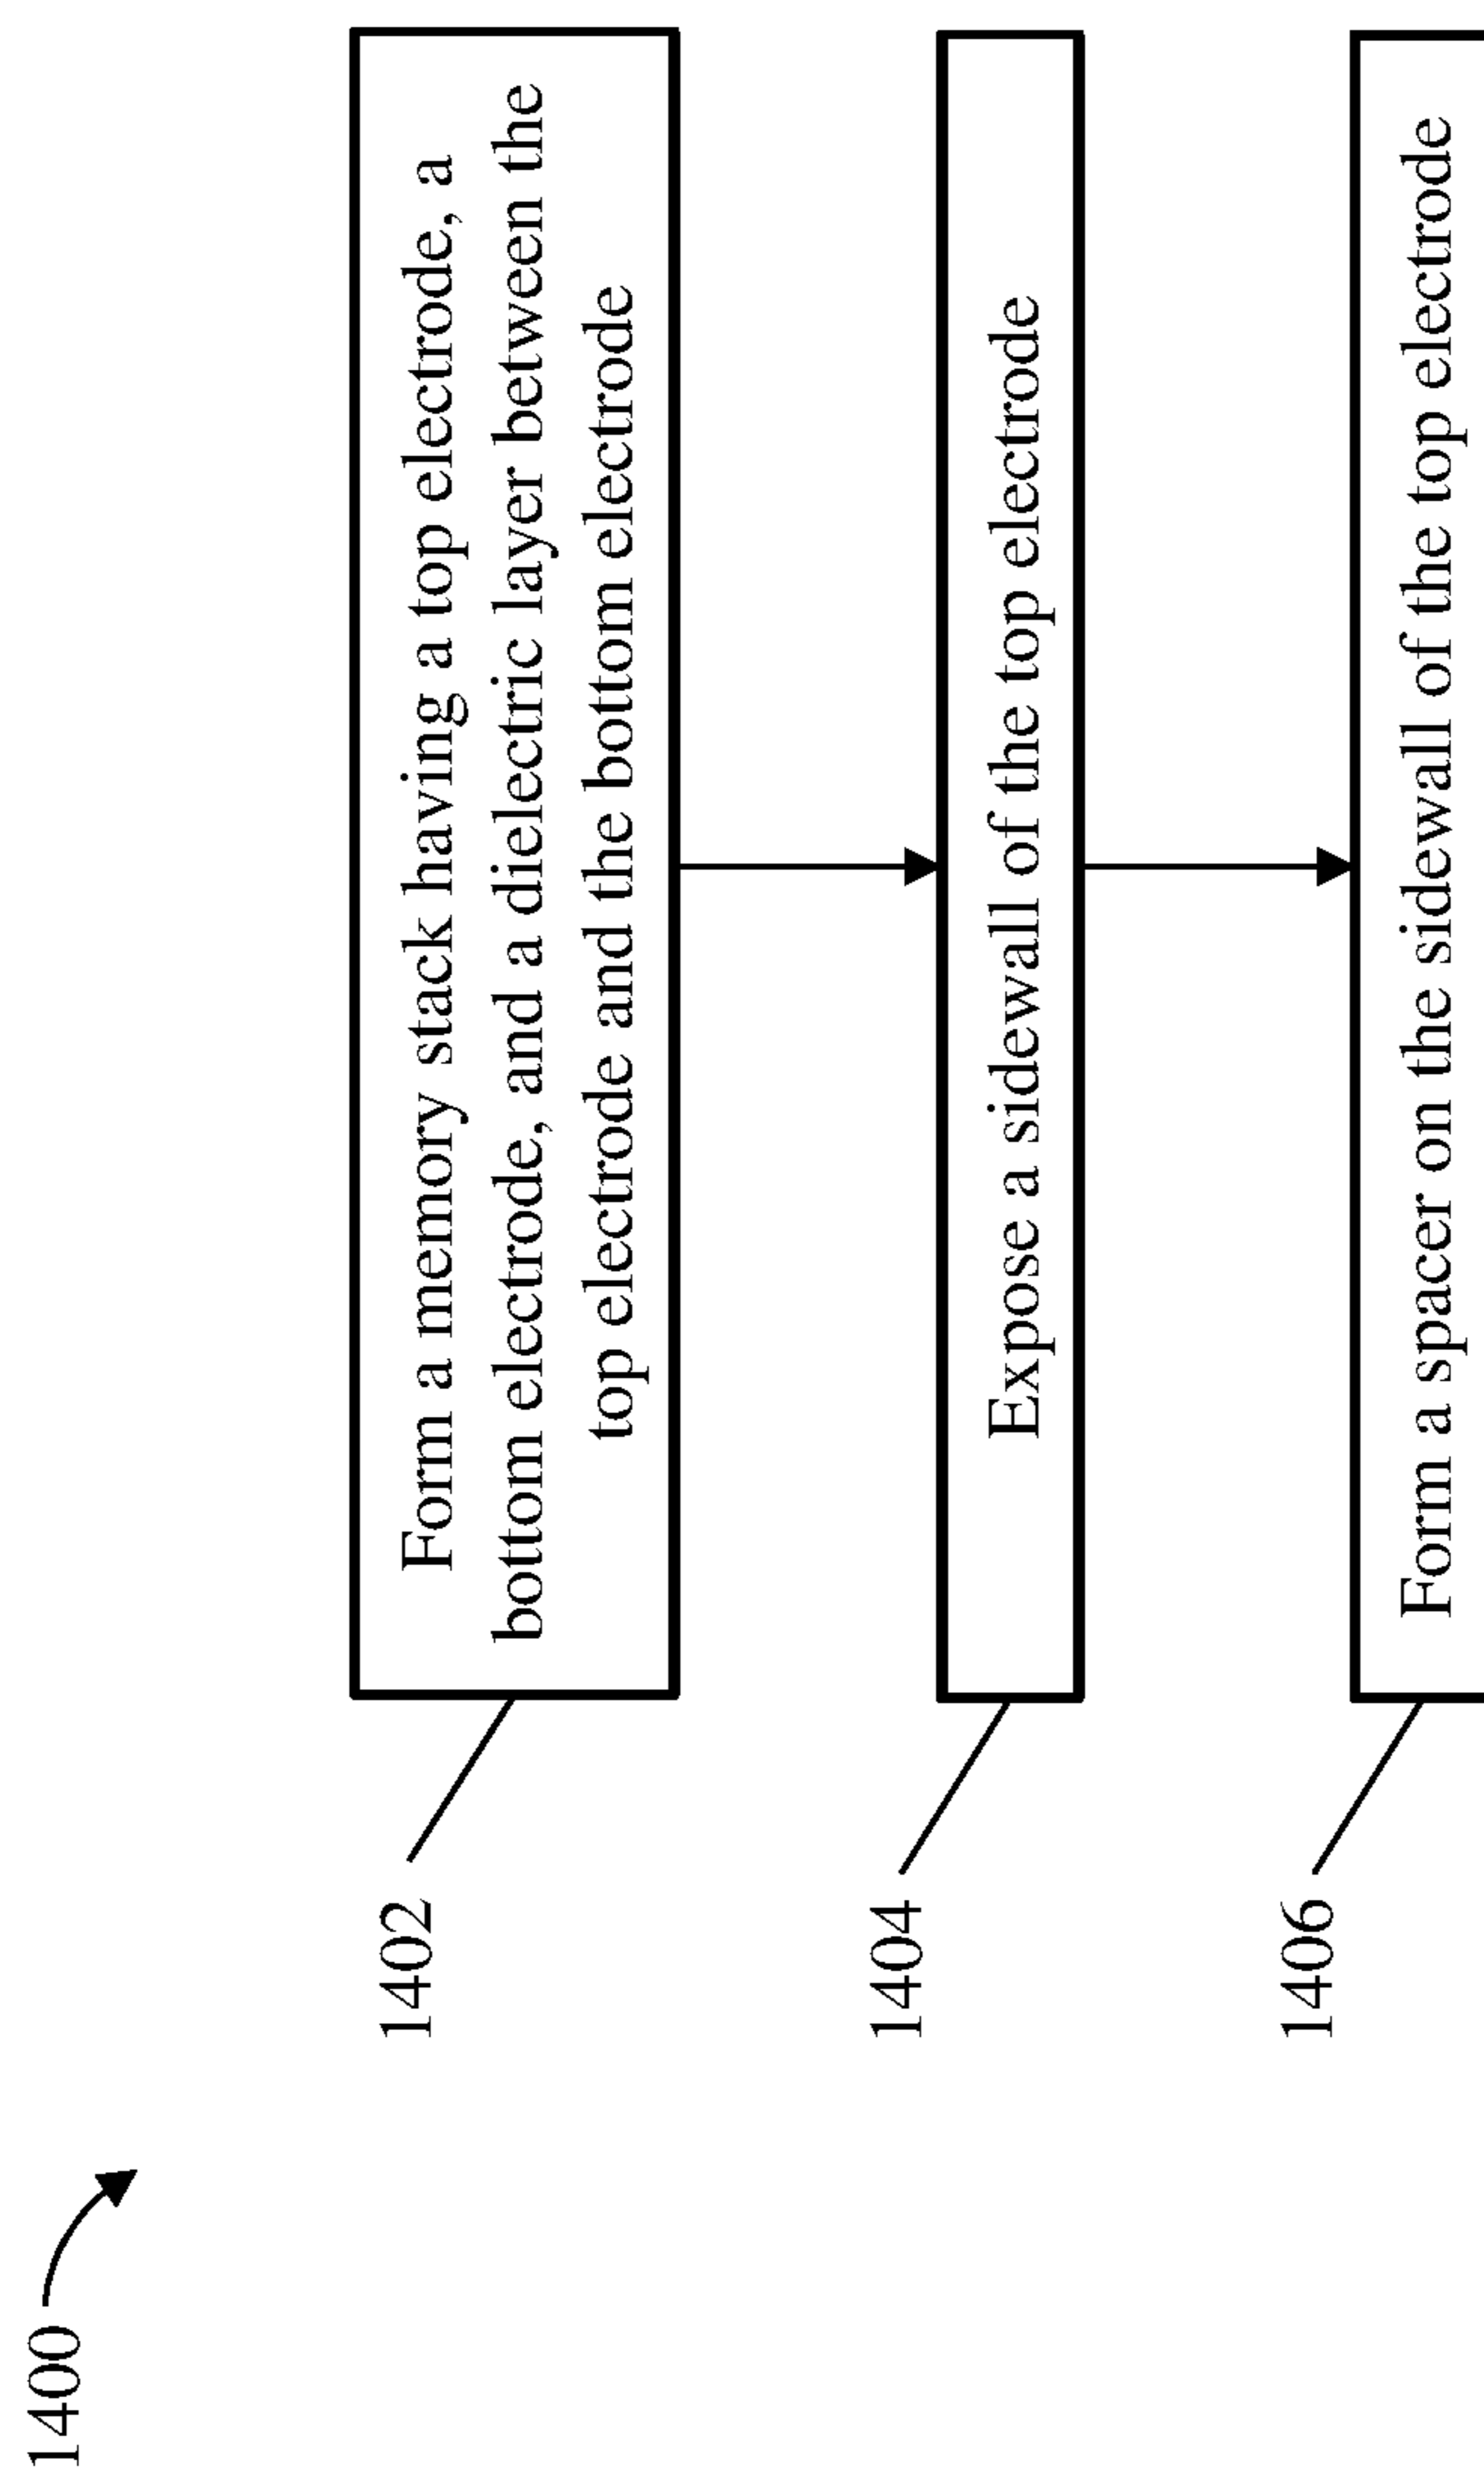 1400
1402
Form a memory stack having a top electrode, a
bottom electrode, and a dielectric layer between the
top electrode and the bottom electrode
1404
Expose a sidewall of the top electrode
1406
Form a spacer on the sidewall of the top electrode